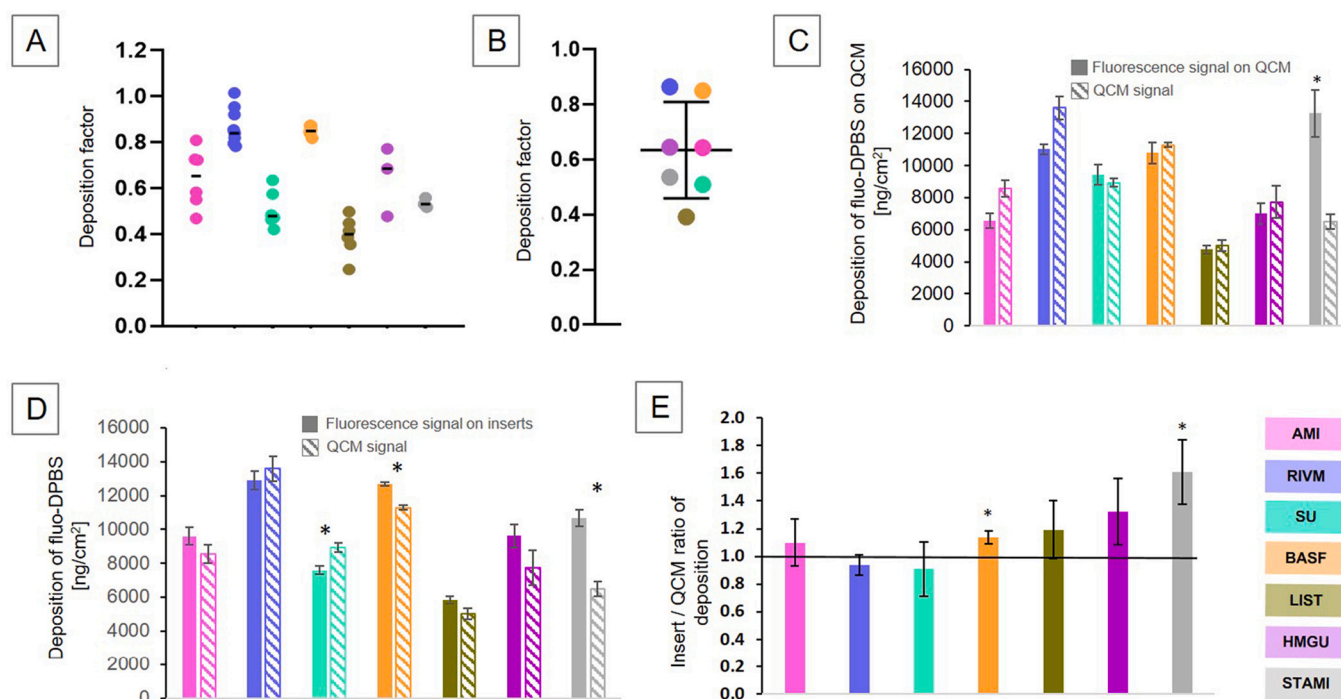 A
1.2
1.0
0.8
0.6
0.4
0.2
0.0
Deposition factor
B
1.0
0.8
0.6
0.4
0.2
0.0
Deposition factor
C
Deposition of fluo-DPBS on QCM
[ng/cm²]
16000
14000
12000
10000
8000
6000
4000
2000
0
Fluorescence signal on QCM
QCM signal
*
D
Deposition of fluo-DPBS
[ng/cm²]
16000
14000
12000
10000
8000
6000
4000
2000
0
Fluorescence signal on inserts
QCM signal
*
*
*
E
Insert / QCM ratio of
deposition
2.0
1.8
1.6
1.4
1.2
1.0
0.8
0.6
0.4
0.2
0.0
*
*
AMI
RIVM
SU
BASF
LIST
HMGU
STAMI